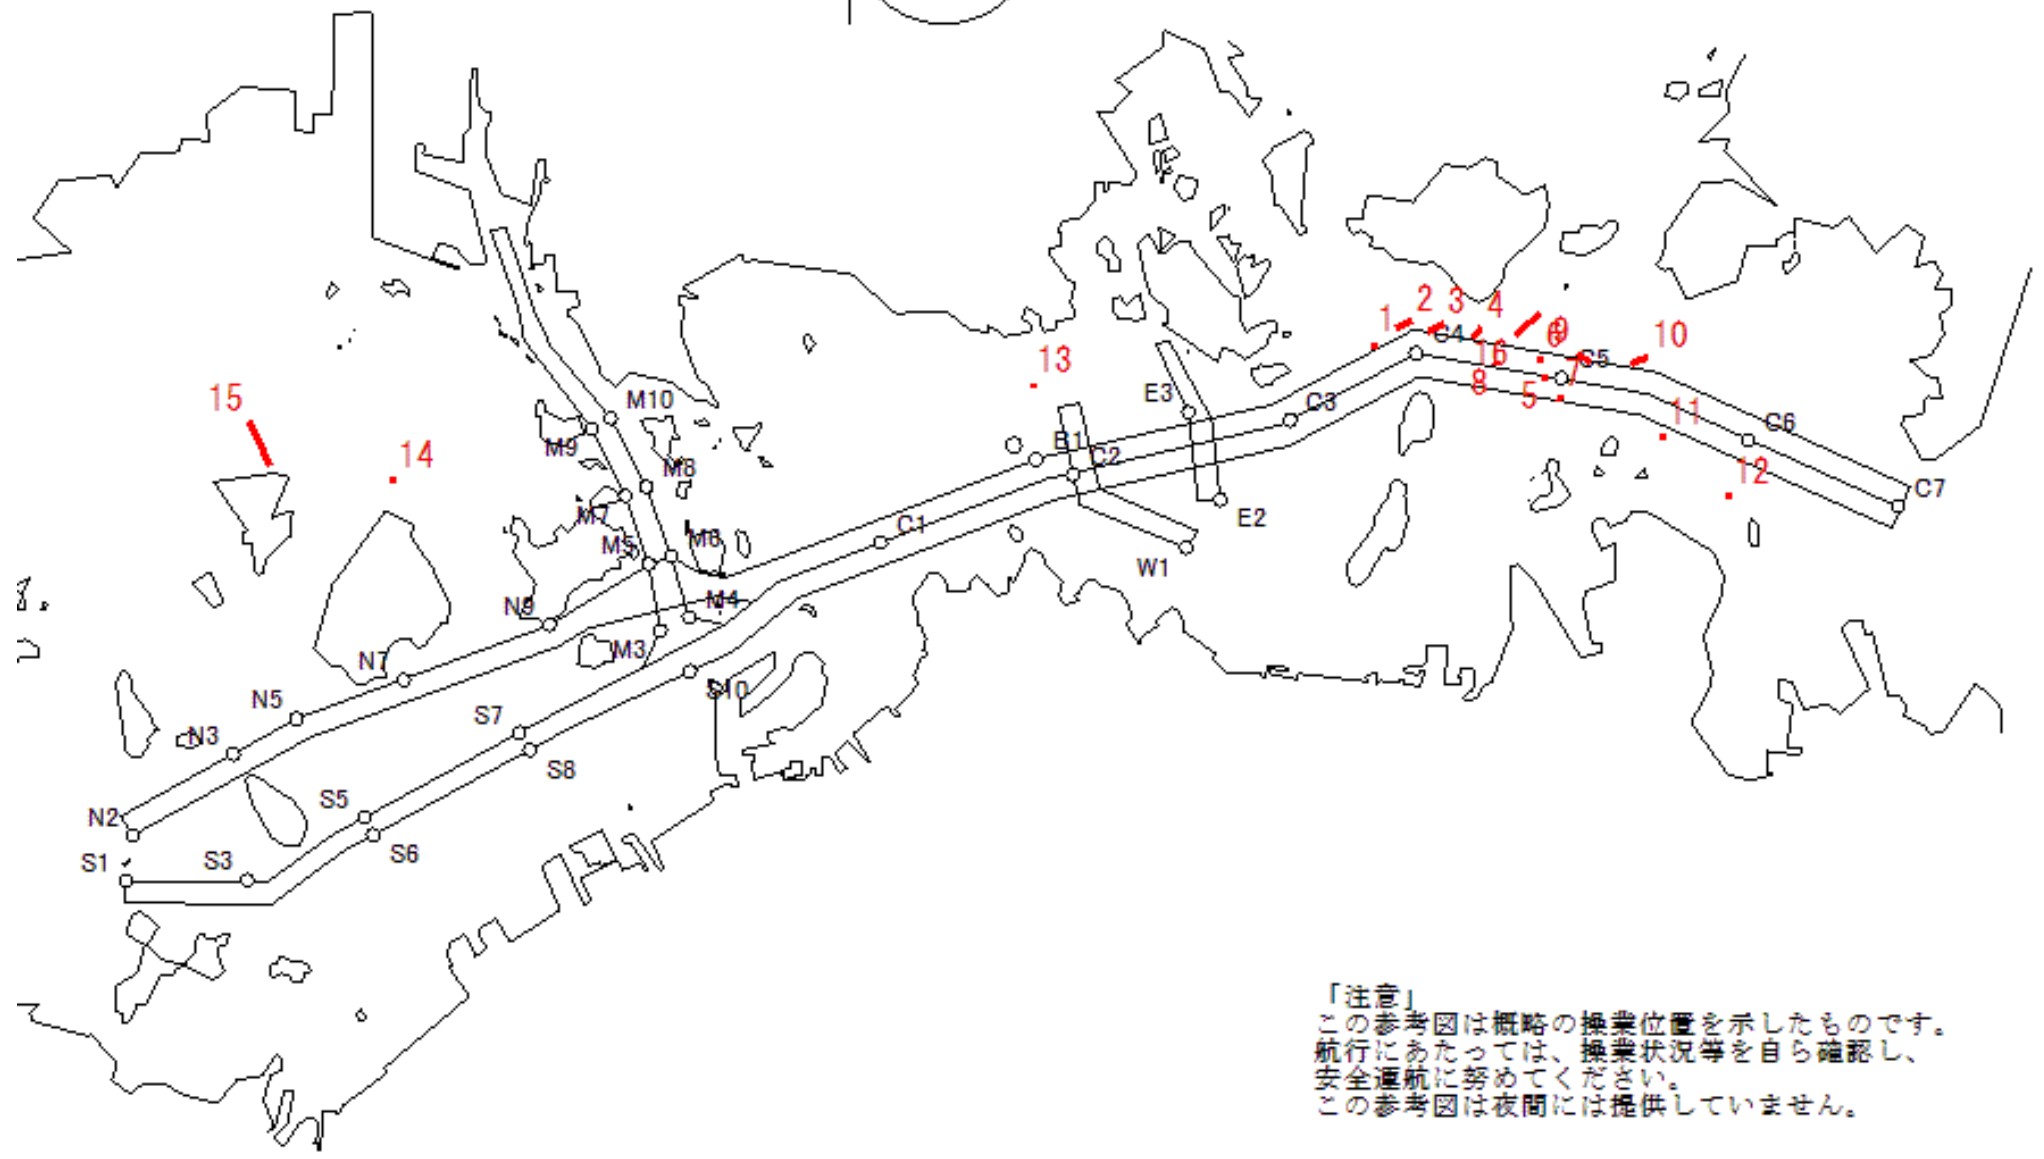 2
3
4
1
6
9
C4
10
16
C5
13
8
5
E3
C3
11
M10
15
C6
B1
M9
14
C2
M8
12
C7
M7
E2
C1
M5
M6
W1
N9
M4
M3
N7
S10
N5
S7
N3
S8
S5
N2
S6
S1
S3
「注意」
この参考図は概略の操業位置を示したものです。
航行にあたっては、操業状況等を自ら確認し、
安全運航に努めてください。
この参考図は夜間には提供していません。